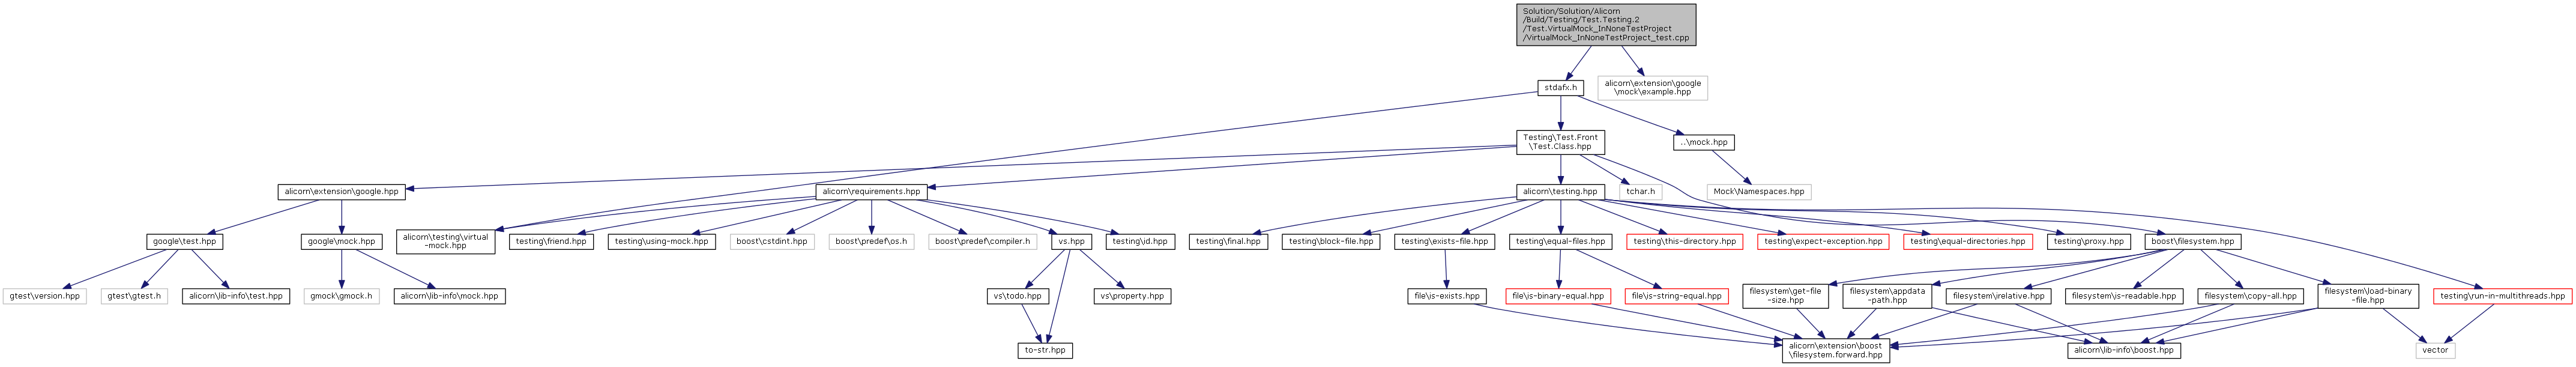 Solution/Solution/Alicorn
/Build/Testing/Test.Testing.2
/Test.VirtualMock_InNoneTestProject
/VirtualMock_InNoneTestProject_test.cpp
stdafx.h
alicorn\extension\google
\mock\example.hpp
Testing\Test.Front
\Test.Class.hpp
..\mock.hpp
alicorn\extension\google.hpp
alicorn\requirements.hpp
alicorn\testing.hpp
tchar.h
Mock\Namespaces.hpp
google\test.hpp
google\mock.hpp
alicorn\testing\virtual
-mock.hpp
testing\friend.hpp
testing\using-mock.hpp
boost\cstdint.hpp
boost\predef\os.h
boost\predef\compiler.h
vs.hpp
testing\id.hpp
testing\final.hpp
testing\block-file.hpp
testing\exists-file.hpp
testing\equal-files.hpp
testing\this-directory.hpp
testing\expect-exception.hpp
testing\equal-directories.hpp
testing\proxy.hpp
boost\filesystem.hpp
gtest\version.hpp
gtest\gtest.h
alicorn\lib-info\test.hpp
gmock\gmock.h
alicorn\lib-info\mock.hpp
vs\todo.hpp
vs\property.hpp
file\is-exists.hpp
file\is-binary-equal.hpp
file\is-string-equal.hpp
filesystem\get-file
-size.hpp
filesystem\appdata
-path.hpp
filesystem\irelative.hpp
filesystem\is-readable.hpp
filesystem\copy-all.hpp
filesystem\load-binary
-file.hpp
testing\run-in-multithreads.hpp
to-str.hpp
alicorn\extension\boost
\filesystem.forward.hpp
alicorn\lib-info\boost.hpp
vector